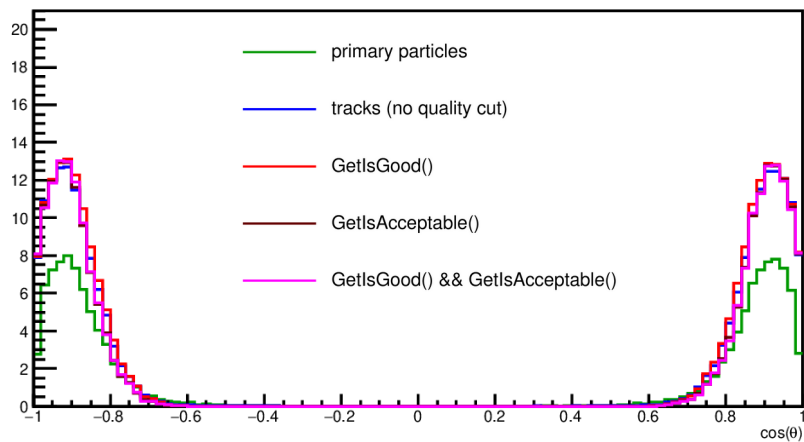 20
18
16
14
12
10
8
6
4
2
0
primary particles
tracks (no quality cut)
GetIsGood()
GetIsAcceptable()
GetIsGood() && GetIsAcceptable()
−1 −0.8 −0.6 −0.4 −0.2 0 0.2 0.4 0.6 0.8 1
cos(θ)